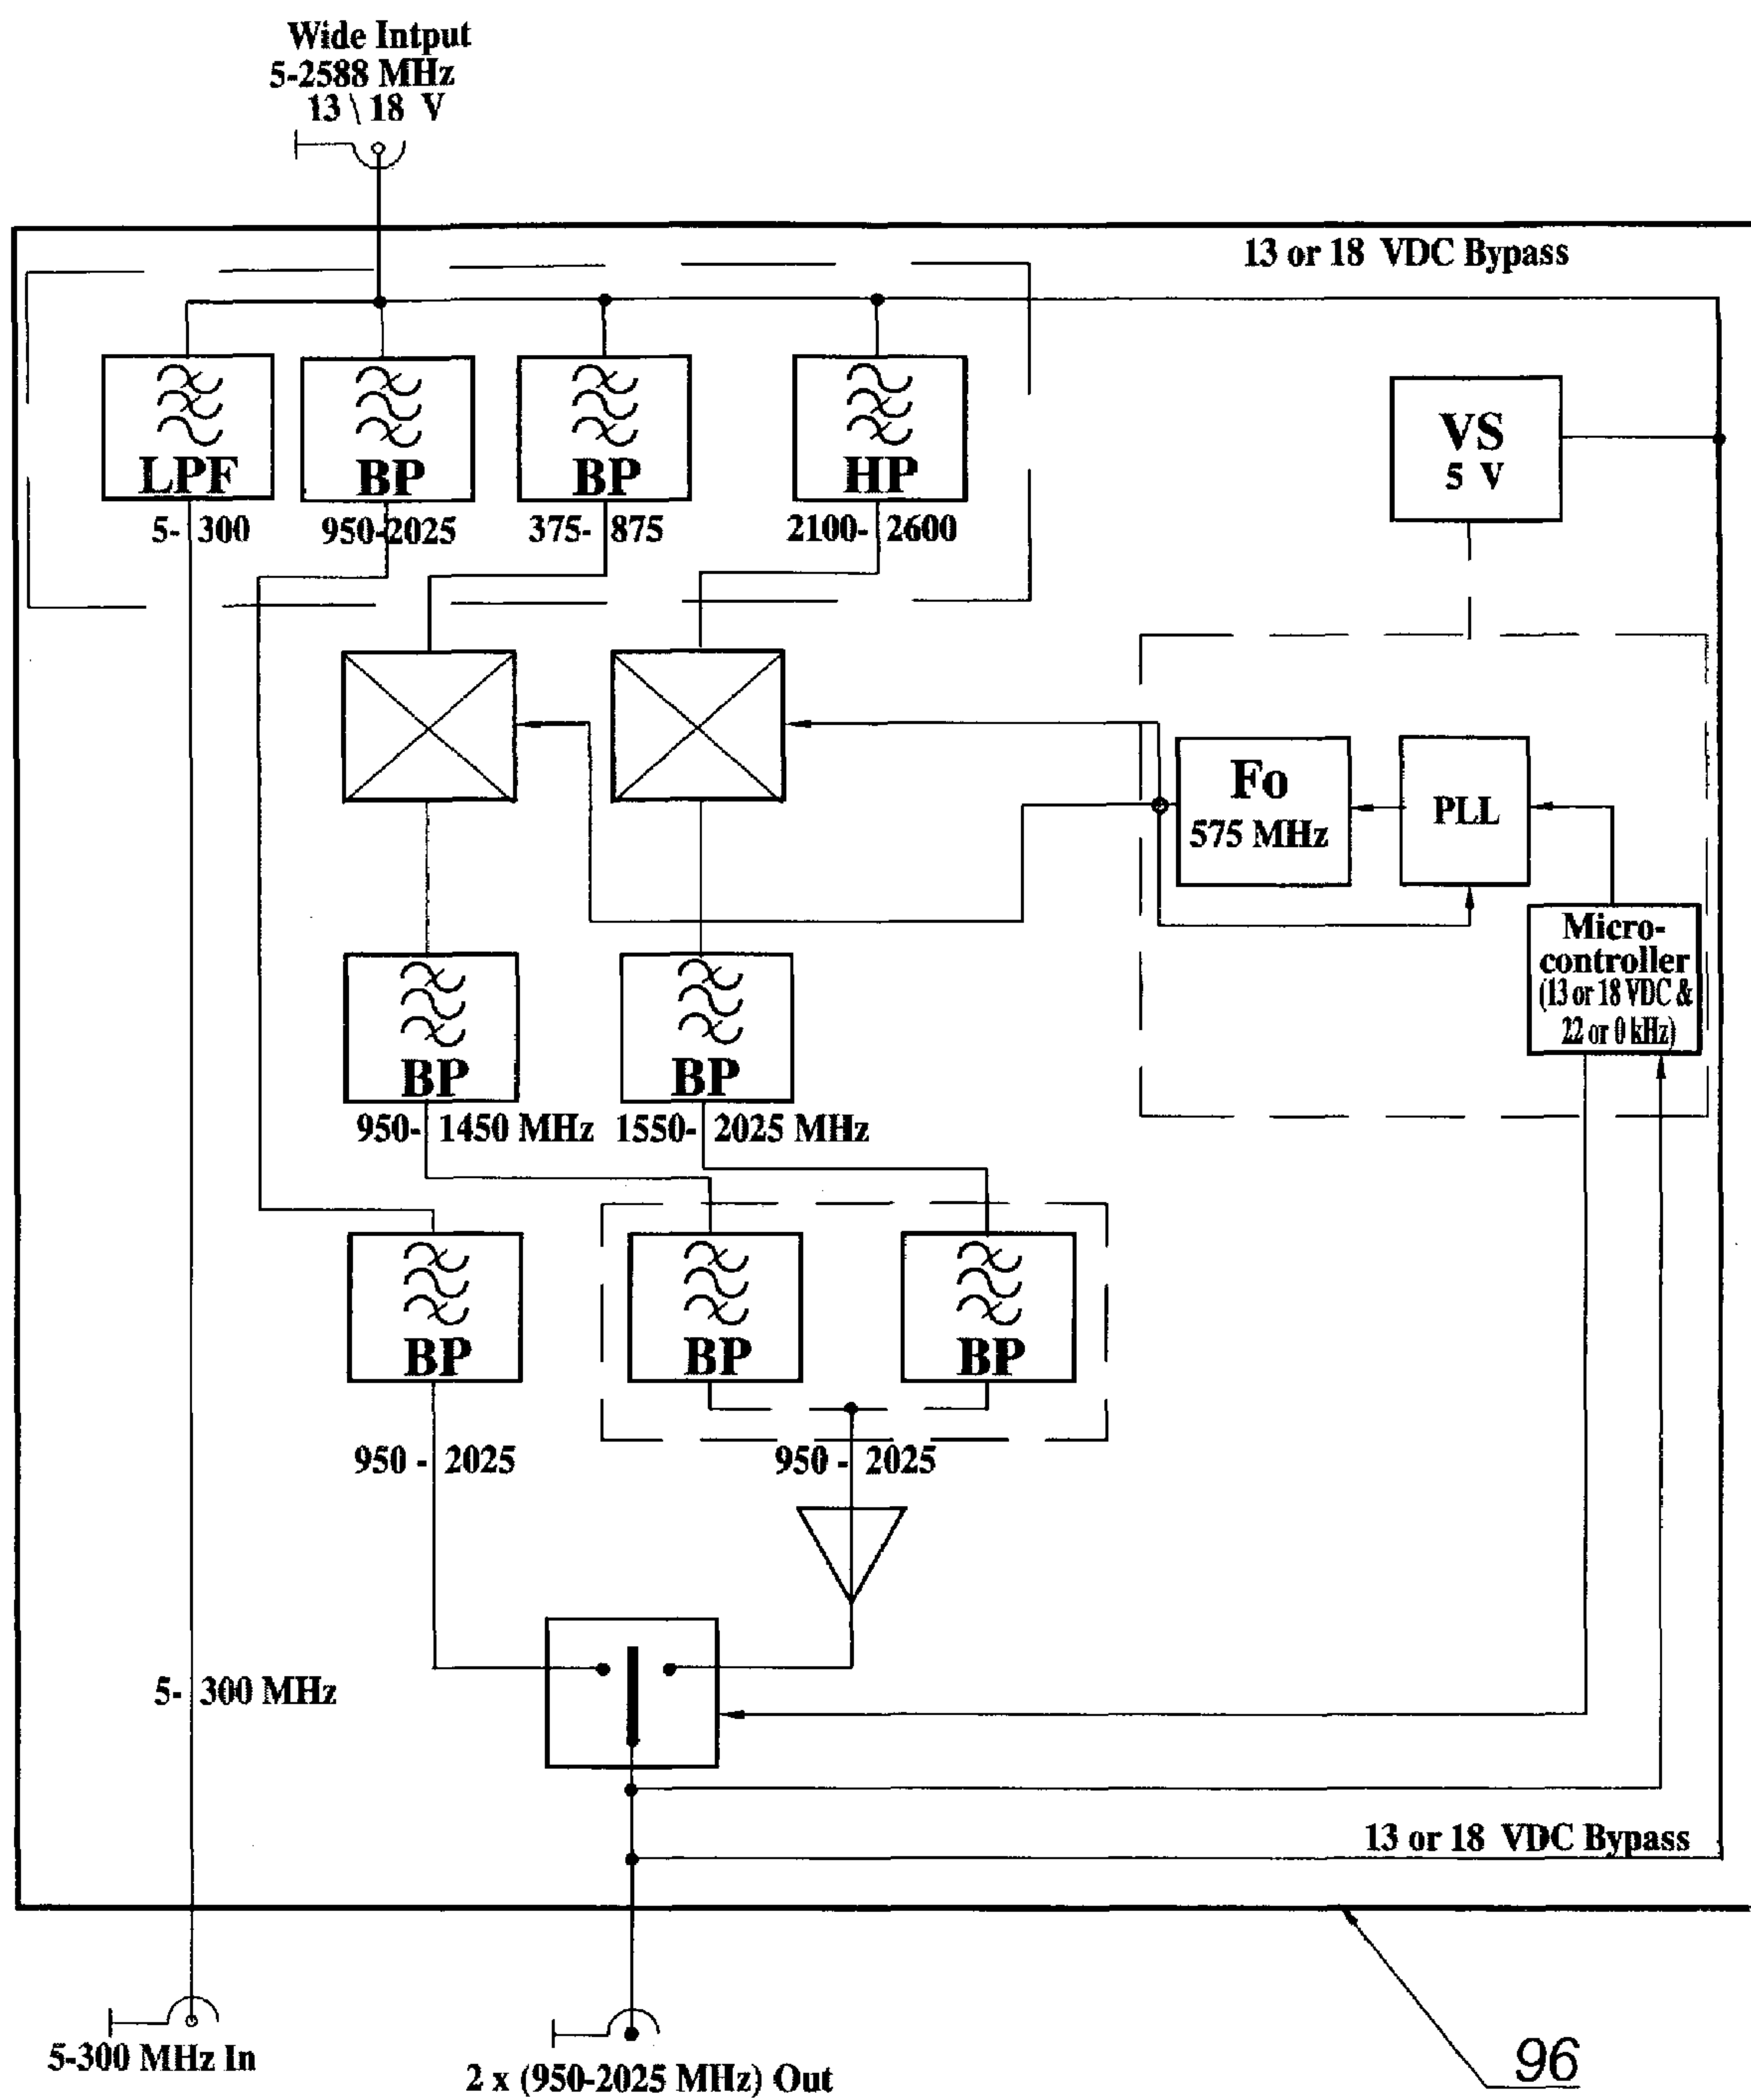 Wide Intput
5-2588 MHz
13 \ 18 V
13 or 18 VDC Bypass
LPF
BP
BP
HP
5- 300
950-2025
375- 875
2100- 2600
VS
5 V
Fo
575 MHz
PLL
Micro-
controller
(13 or 18 VDC &
22 or 0 kHz)
BP
BP
950- 1450 MHz
1550- 2025 MHz
BP
BP
BP
950 - 2025
950 - 2025
5- 300 MHz
13 or 18 VDC Bypass
5-300 MHz In
2 x (950-2025 MHz) Out
96